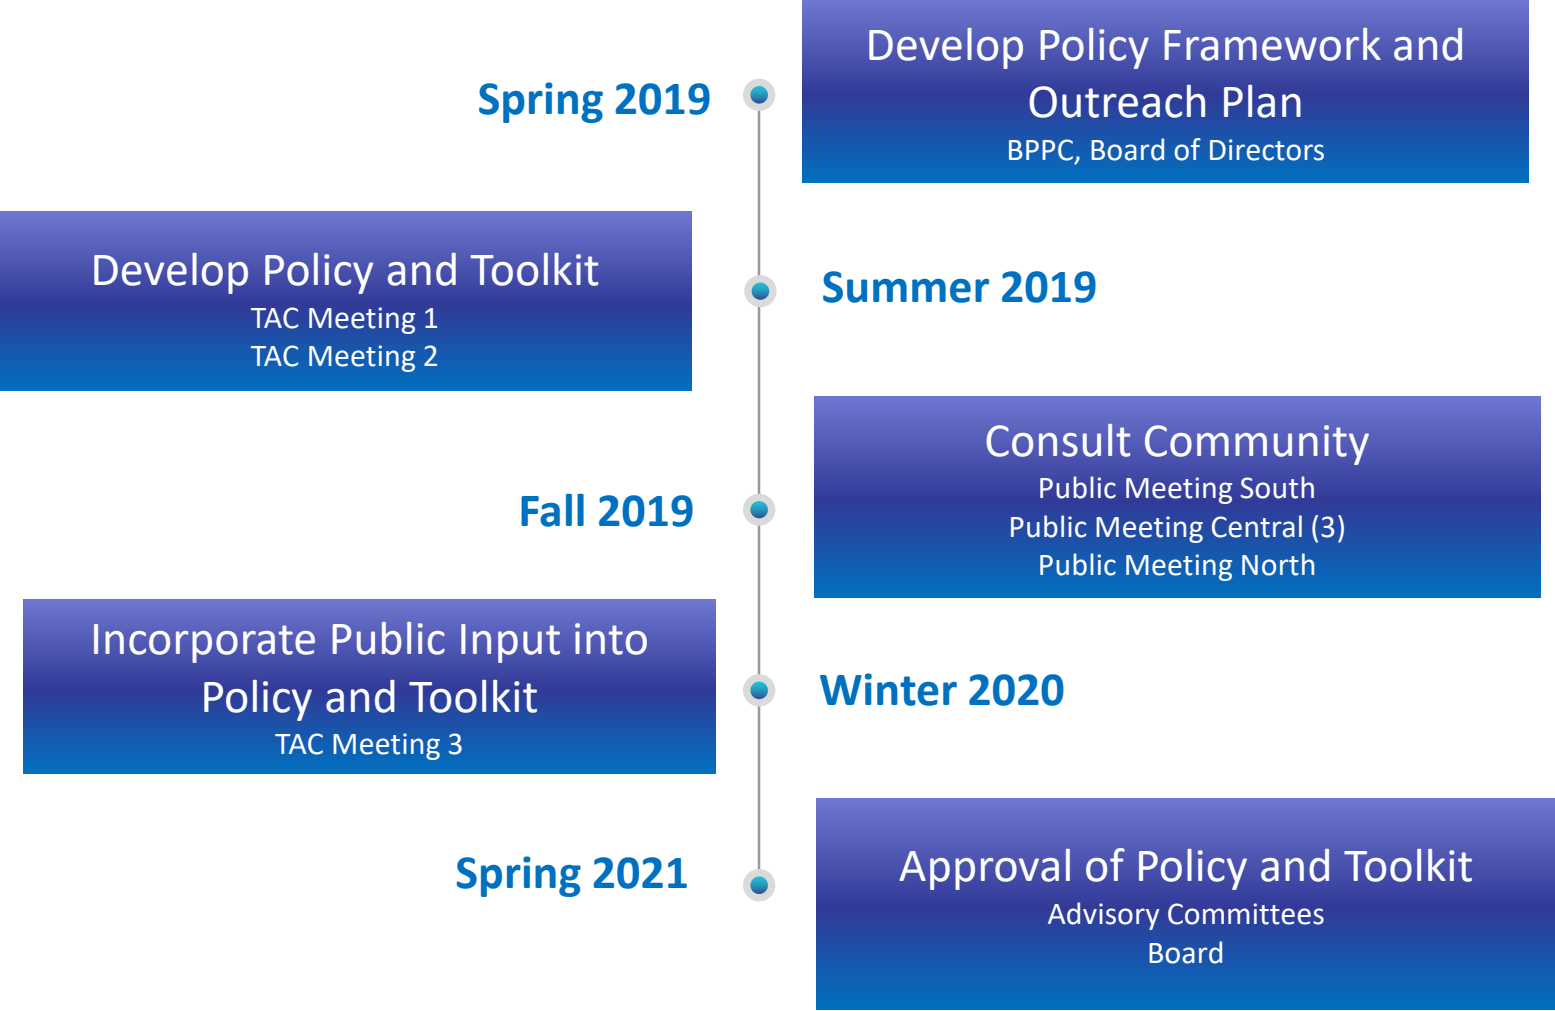 Spring 2019
Develop Policy Framework and
Outreach Plan
BPPC, Board of Directors
Develop Policy and Toolkit
TAC Meeting 1
TAC Meeting 2
Summer 2019
Fall 2019
Consult Community
Public Meeting South
Public Meeting Central (3)
Public Meeting North
Incorporate Public Input into
Policy and Toolkit
TAC Meeting 3
Winter 2020
Spring 2021
Approval of Policy and Toolkit
Advisory Committees
Board